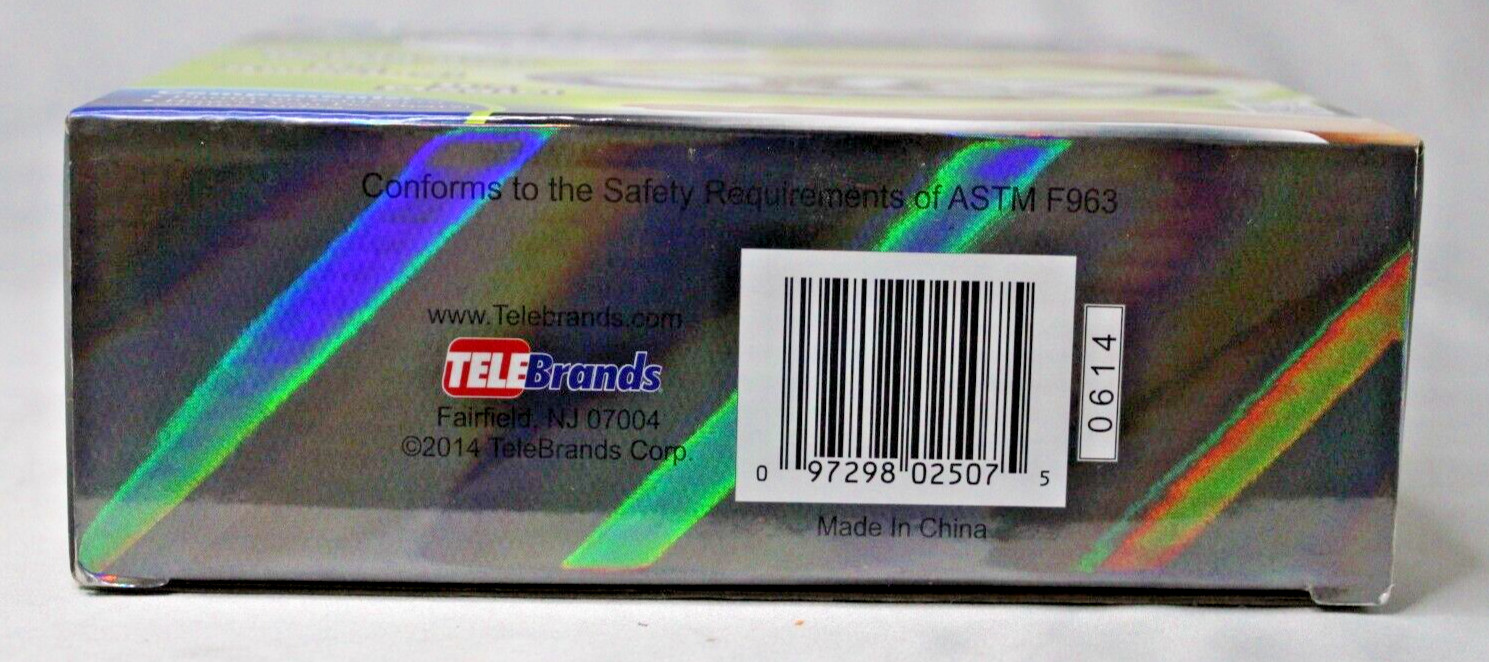 Conforms to the Safety Requirements of ASTM F963
www.Telebrands.com
TELEBrands
Fairfield, NJ 07004
©2014 TeleBrands Corp.
0 97298 02507 5
0614
Made In China